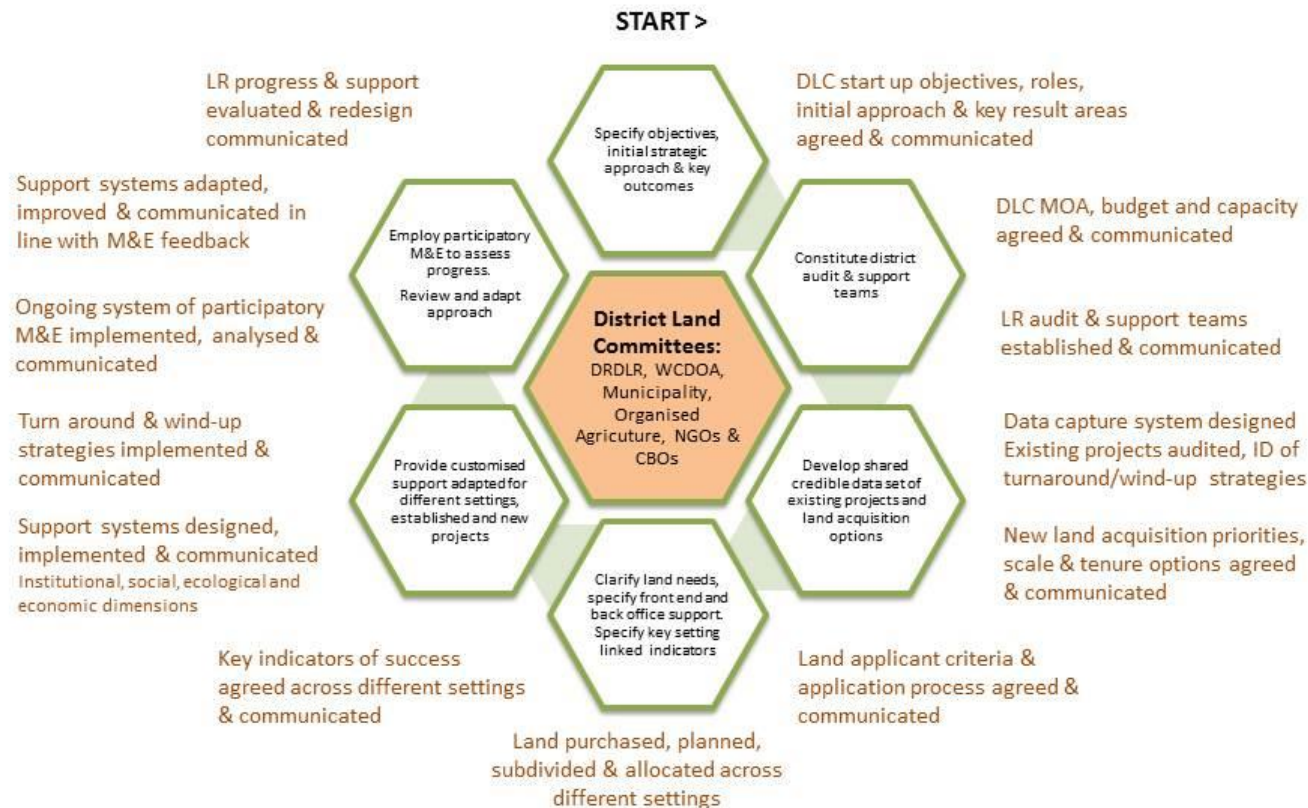 START >
Specify objectives,
initial strategic
approach & key
outcomes
DLC start up objectives, roles,
initial approach & key result areas
agreed & communicated
Constitute district
audit & support
teams
DLC MOA, budget and capacity
agreed & communicated
LR audit & support teams
established & communicated
Develop shared
credible data set of
existing projects and
land acquisition
options
Data capture system designed
Existing projects audited, ID of
turnaround/wind-up strategies
New land acquisition priorities,
scale & tenure options agreed
& communicated
Clarify land needs,
specify front end and
back office support.
Specify key setting
linked indicators
Land applicant criteria &
application process agreed &
communicated
Land purchased, planned,
subdivided & allocated across
different settings
Key indicators of success
agreed across different settings
& communicated
Provide customised
support adapted for
different settings,
established and new
projects
Support systems designed,
implemented & communicated
Institutional, social, ecological and
economic dimensions
Turn around & wind-up
strategies implemented &
communicated
Employ participatory
M&E to assess
progress.
Review and adapt
approach
Ongoing system of participatory
M&E implemented, analysed &
communicated
Support systems adapted,
improved & communicated in
line with M&E feedback
LR progress & support
evaluated & redesign
communicated
District Land
Committees:
DRDLR, WCDOA,
Municipality,
Organised
Agricuture, NGOs &
CBOs